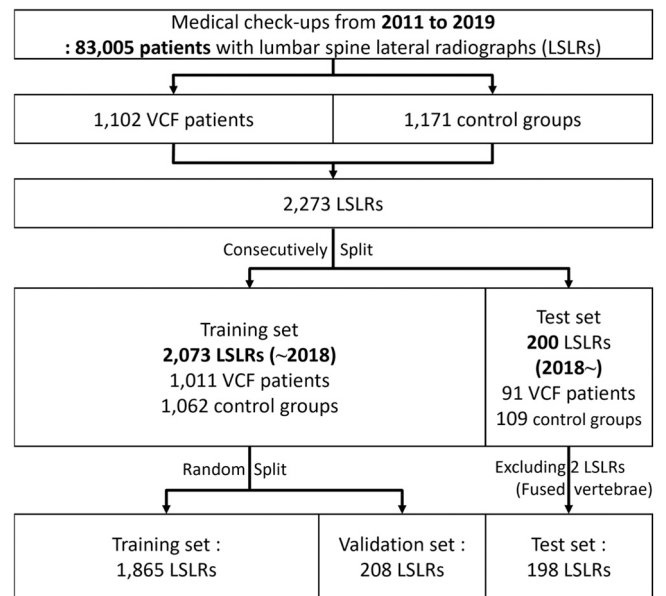 Medical check-ups from 2011 to 2019
: 83,005 patients with lumbar spine lateral radiographs (LSLRs)
1,102 VCF patients
1,171 control groups
2,273 LSLRs
Consecutively Split
Training set
2,073 LSLRs (~2018)
1,011 VCF patients
1,062 control groups
Test set
200 LSLRs
(2018~)
91 VCF patients
109 control groups
Random Split
Excluding 2 LSLRs
(Fused vertebrae)
Training set :
1,865 LSLRs
Validation set :
208 LSLRs
Test set :
198 LSLRs